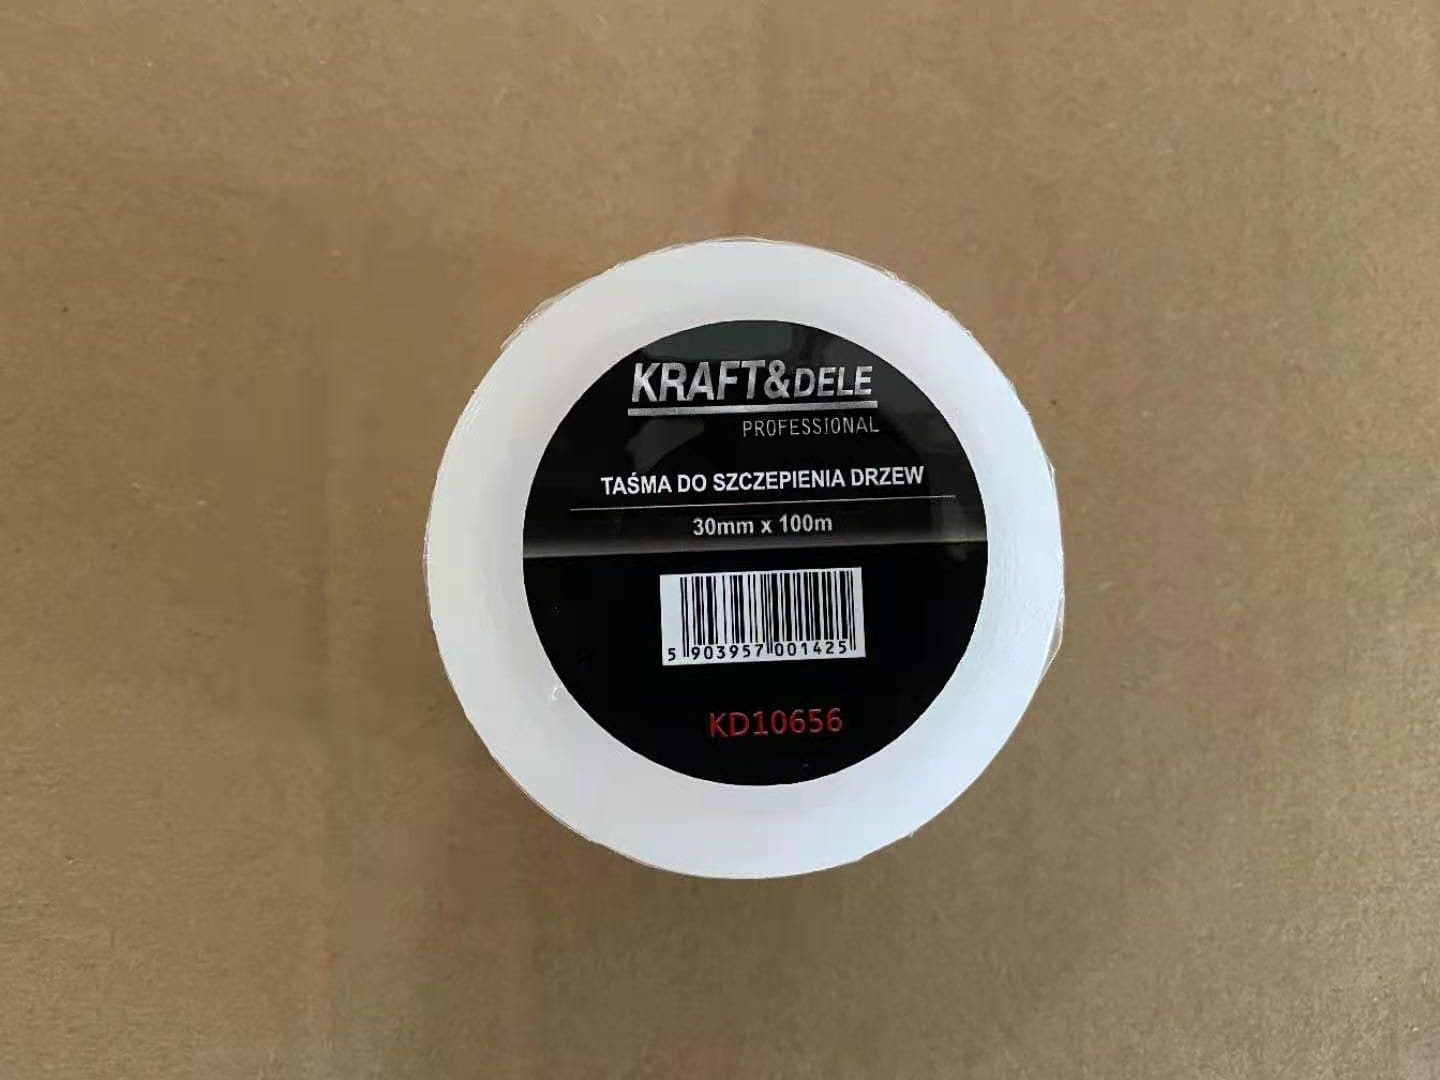 KRAFT&DELE
PROFESSIONAL
TAŚMA DO SZCZEPIENIA DRZEW
30mm x 100m
5 903957 001425
KD10656